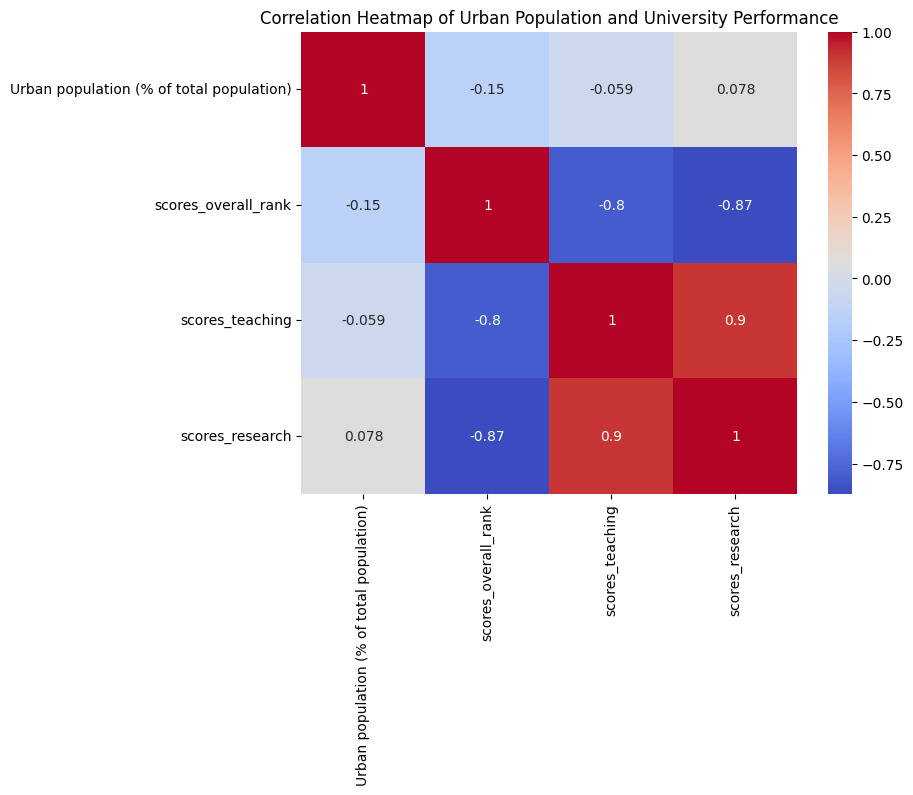 Correlation Heatmap of Urban Population and University Performance
Urban population (% of total population) 1 -0.15 -0.059 0.078
scores_overall_rank -0.15 1 -0.8 -0.87
scores_teaching -0.059 -0.8 1 0.9
scores_research 0.078 -0.87 0.9 1
Urban population (% of total population)
scores_overall_rank
scores_teaching
scores_research
1.00
0.75
0.50
0.25
0.00
−0.25
−0.50
−0.75